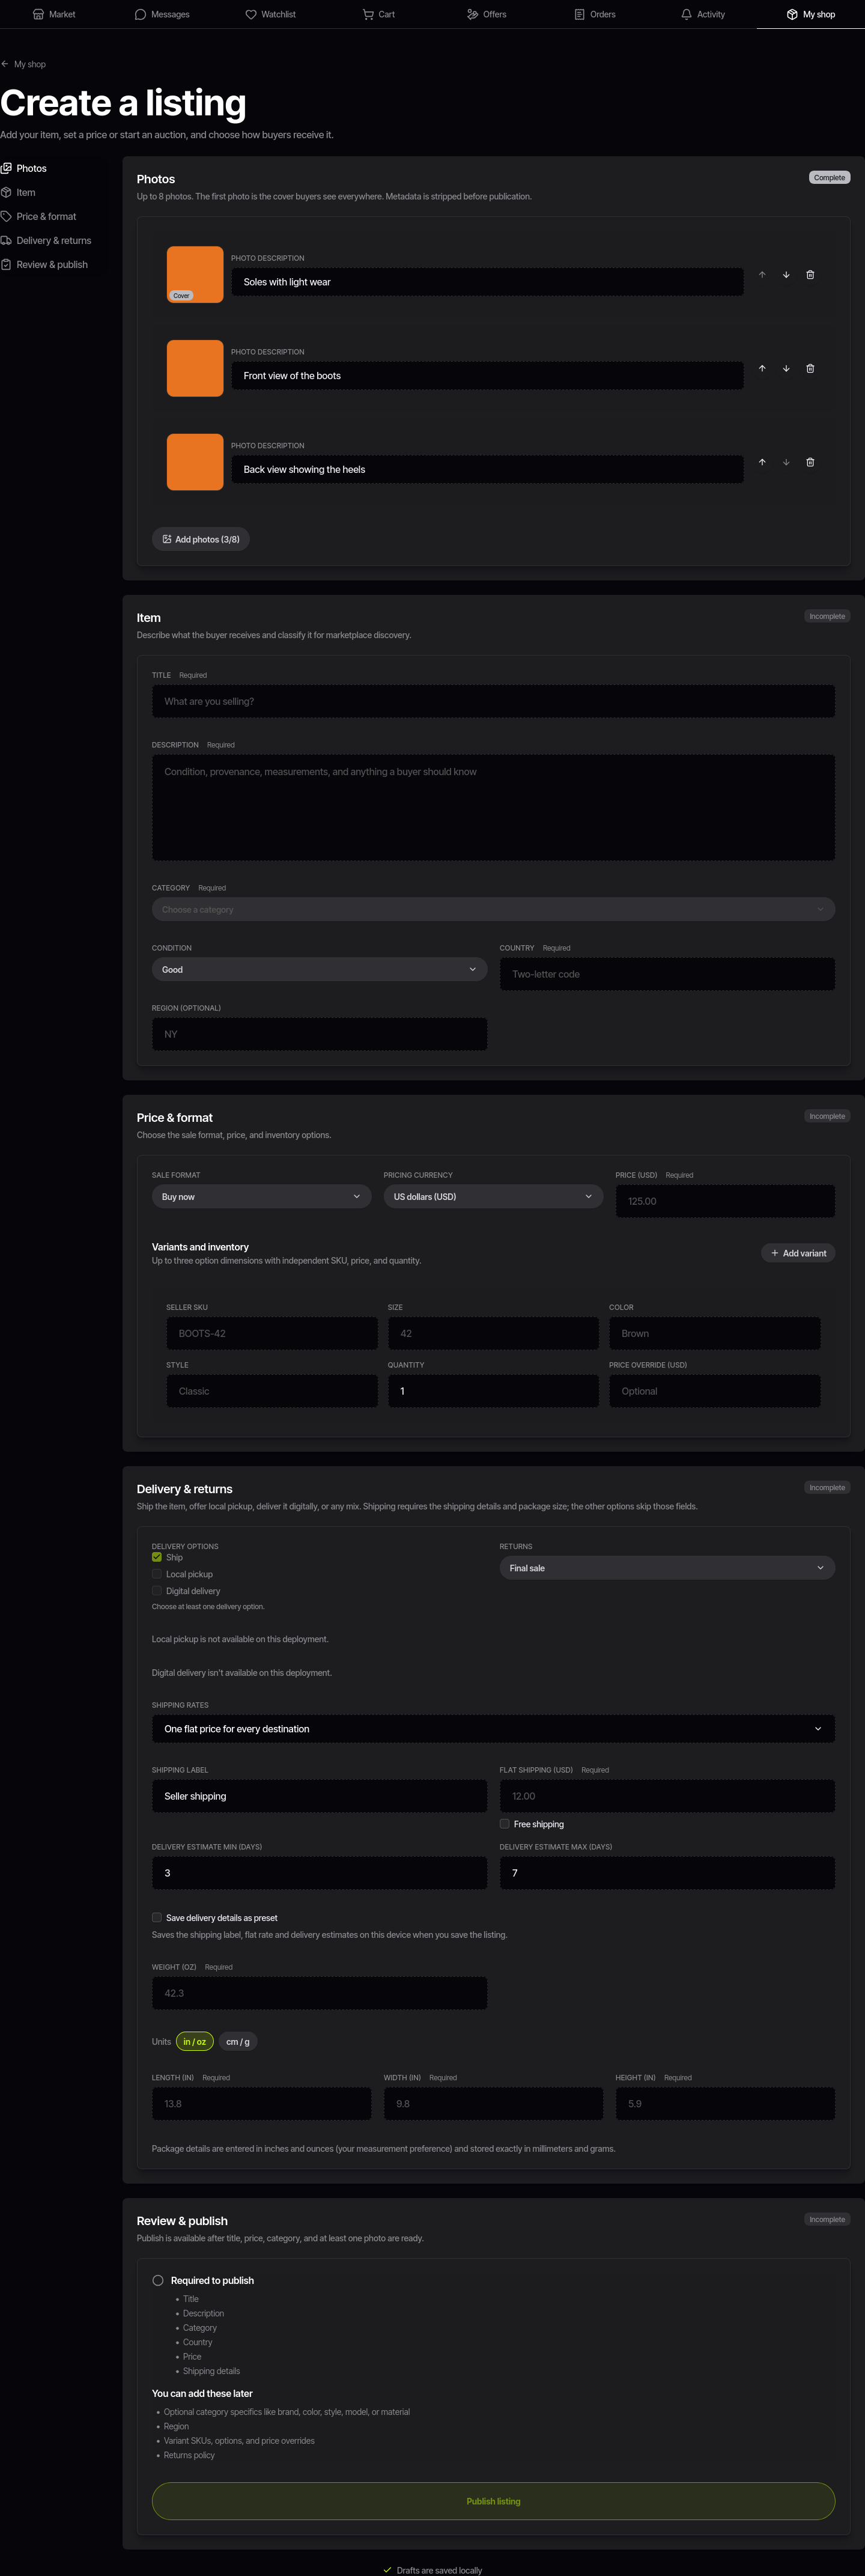 Market Messages Watchlist Cart Offers Orders Activity My shop
My shop
Create a listing
Add your item, set a price or start an auction, and choose how buyers receive it.
Photos
Item
Price & format
Delivery & returns
Review & publish
Photos Complete
Up to 8 photos. The first photo is the cover buyers see everywhere. Metadata is stripped before publication.
PHOTO DESCRIPTION
Soles with light wear
Cover
PHOTO DESCRIPTION
Front view of the boots
PHOTO DESCRIPTION
Back view showing the heels
Add photos (3/8)
Item Incomplete
Describe what the buyer receives and classify it for marketplace discovery.
TITLE Required
What are you selling?
DESCRIPTION Required
Condition, provenance, measurements, and anything a buyer should know
CATEGORY Required
Choose a category
CONDITION COUNTRY Required
Good Two-letter code
REGION (OPTIONAL)
NY
Price & format Incomplete
Choose the sale format, price, and inventory options.
SALE FORMAT PRICING CURRENCY PRICE (USD) Required
Buy now US dollars (USD) 125.00
Variants and inventory
Up to three option dimensions with independent SKU, price, and quantity.
Add variant
SELLER SKU SIZE COLOR
BOOTS-42 42 Brown
STYLE QUANTITY PRICE OVERRIDE (USD)
Classic 1 Optional
Delivery & returns Incomplete
Ship the item, offer local pickup, deliver it digitally, or any mix. Shipping requires the shipping details and package size; the other options skip those fields.
DELIVERY OPTIONS RETURNS
Ship
Final sale
Local pickup
Digital delivery
Choose at least one delivery option.
Local pickup is not available on this deployment.
Digital delivery isn't available on this deployment.
SHIPPING RATES
One flat price for every destination
SHIPPING LABEL FLAT SHIPPING (USD) Required
Seller shipping 12.00
Free shipping
DELIVERY ESTIMATE MIN (DAYS) DELIVERY ESTIMATE MAX (DAYS)
3 7
Save delivery details as preset
Saves the shipping label, flat rate and delivery estimates on this device when you save the listing.
WEIGHT (OZ) Required
42.3
Units in / oz cm / g
LENGTH (IN) Required WIDTH (IN) Required HEIGHT (IN) Required
13.8 9.8 5.9
Package details are entered in inches and ounces (your measurement preference) and stored exactly in millimeters and grams.
Review & publish Incomplete
Publish is available after title, price, category, and at least one photo are ready.
Required to publish
• Title
• Description
• Category
• Country
• Price
• Shipping details
You can add these later
• Optional category specifics like brand, color, style, model, or material
• Region
• Variant SKUs, options, and price overrides
• Returns policy
Publish listing
Drafts are saved locally